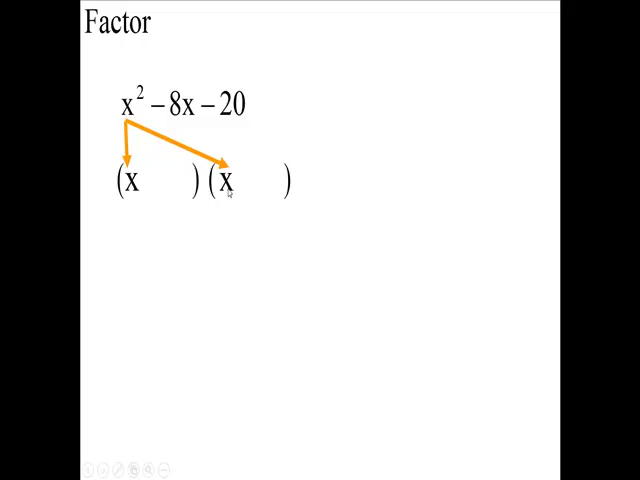 Factor
x² – 8x – 20
(x    ) (x    )